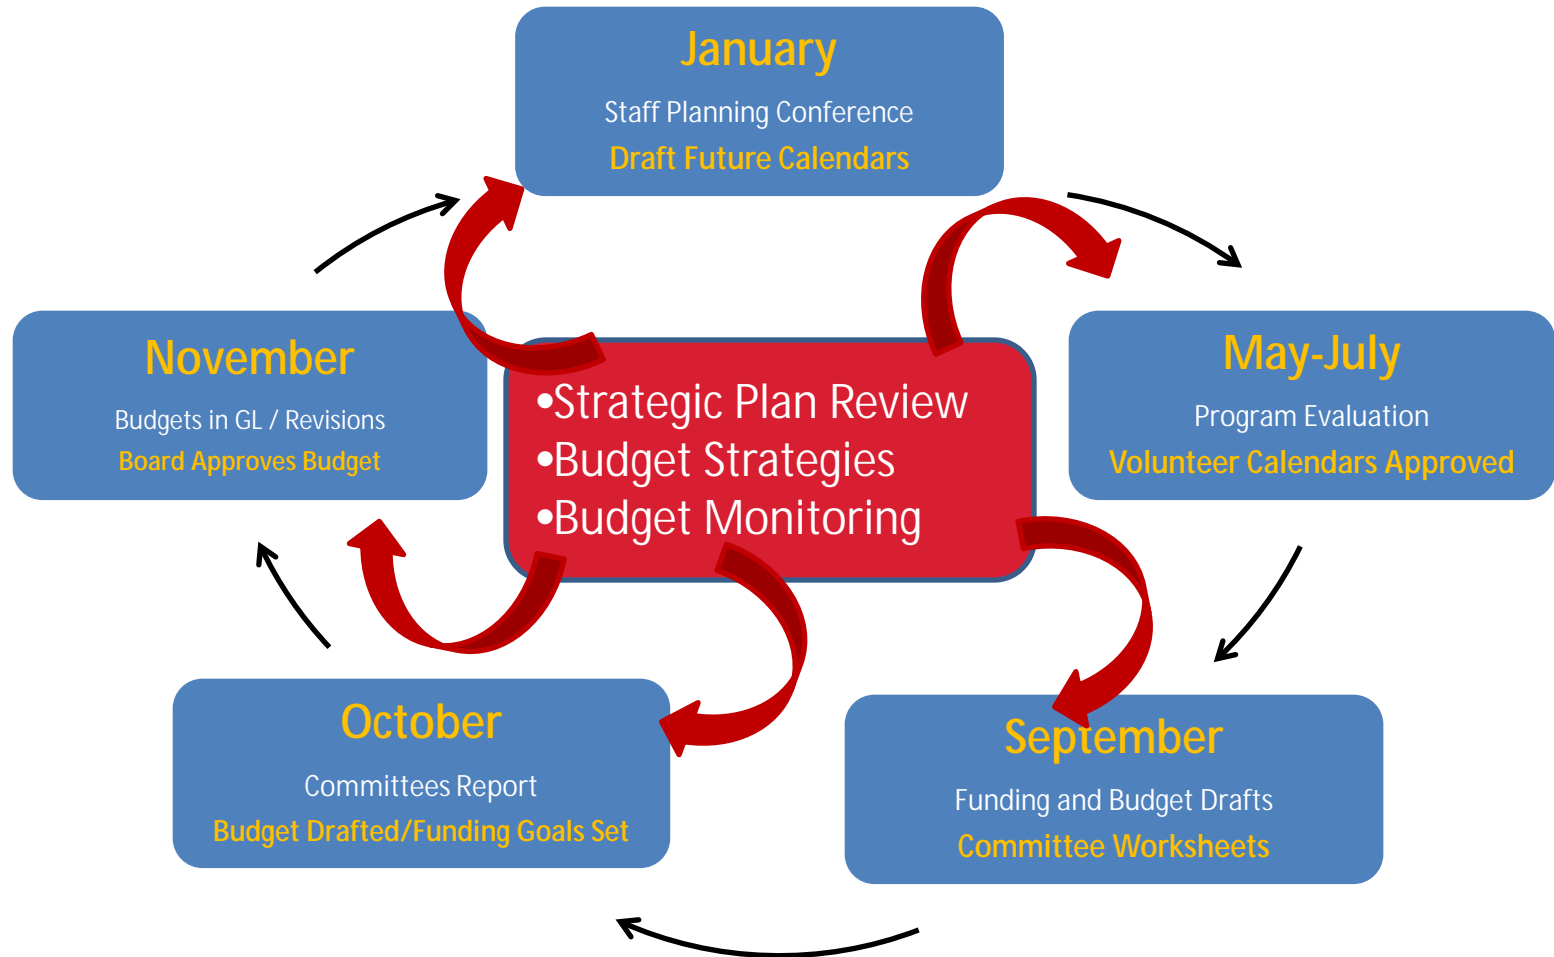 January
Staff Planning Conference
Draft Future Calendars
November
Budgets in GL / Revisions
Board Approves Budget
•Strategic Plan Review
•Budget Strategies
•Budget Monitoring
May-July
Program Evaluation
Volunteer Calendars Approved
October
Committees Report
Budget Drafted/Funding Goals Set
September
Funding and Budget Drafts
Committee Worksheets